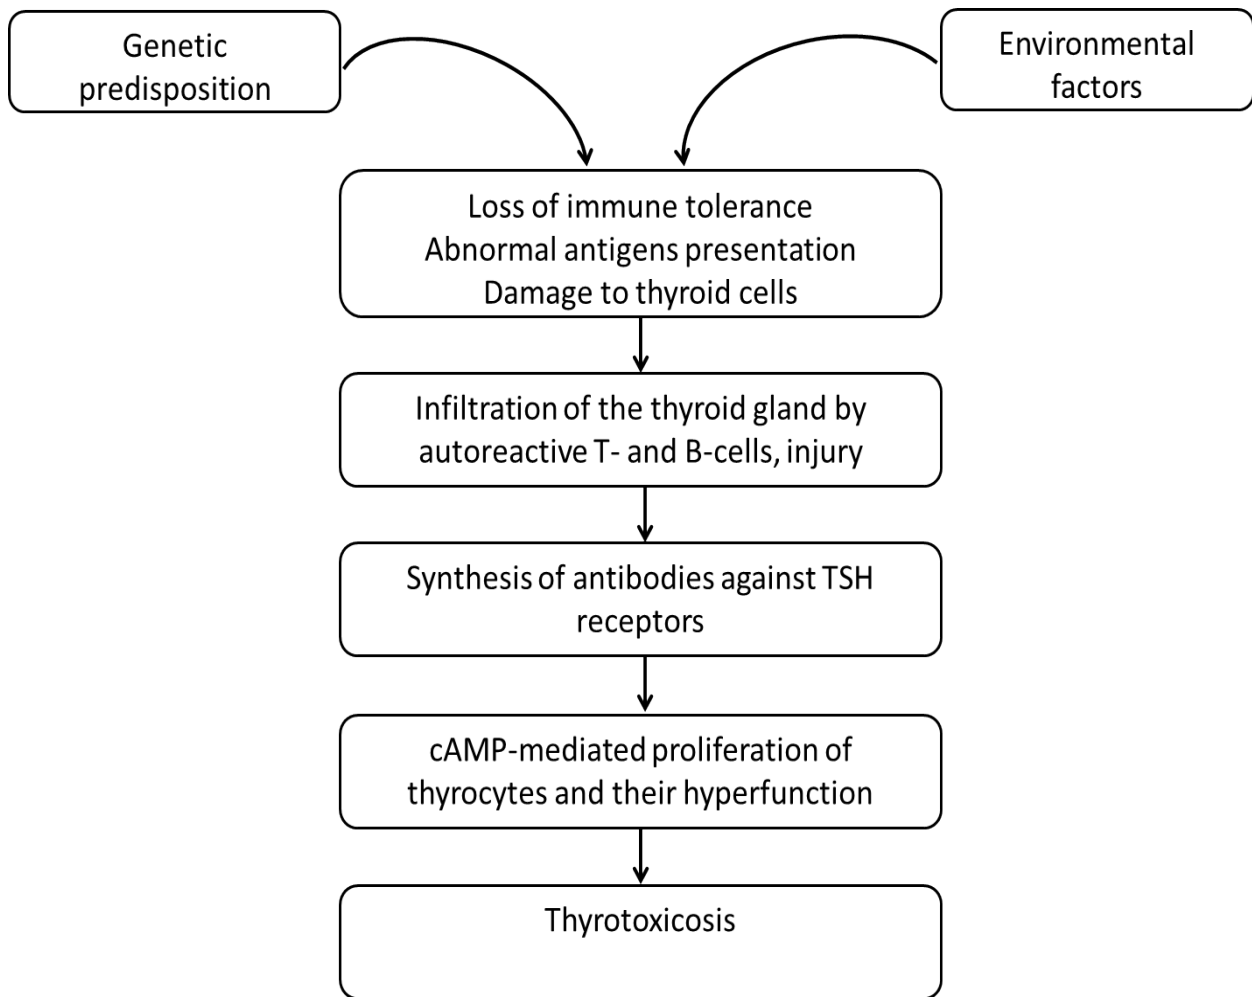 Genetic
predisposition
Environmental
factors
Loss of immune tolerance
Abnormal antigens presentation
Damage to thyroid cells
Infiltration of the thyroid gland by
autoreactive T- and B-cells, injury
Synthesis of antibodies against TSH
receptors
cAMP-mediated proliferation of
thyrocytes and their hyperfunction
Thyrotoxicosis